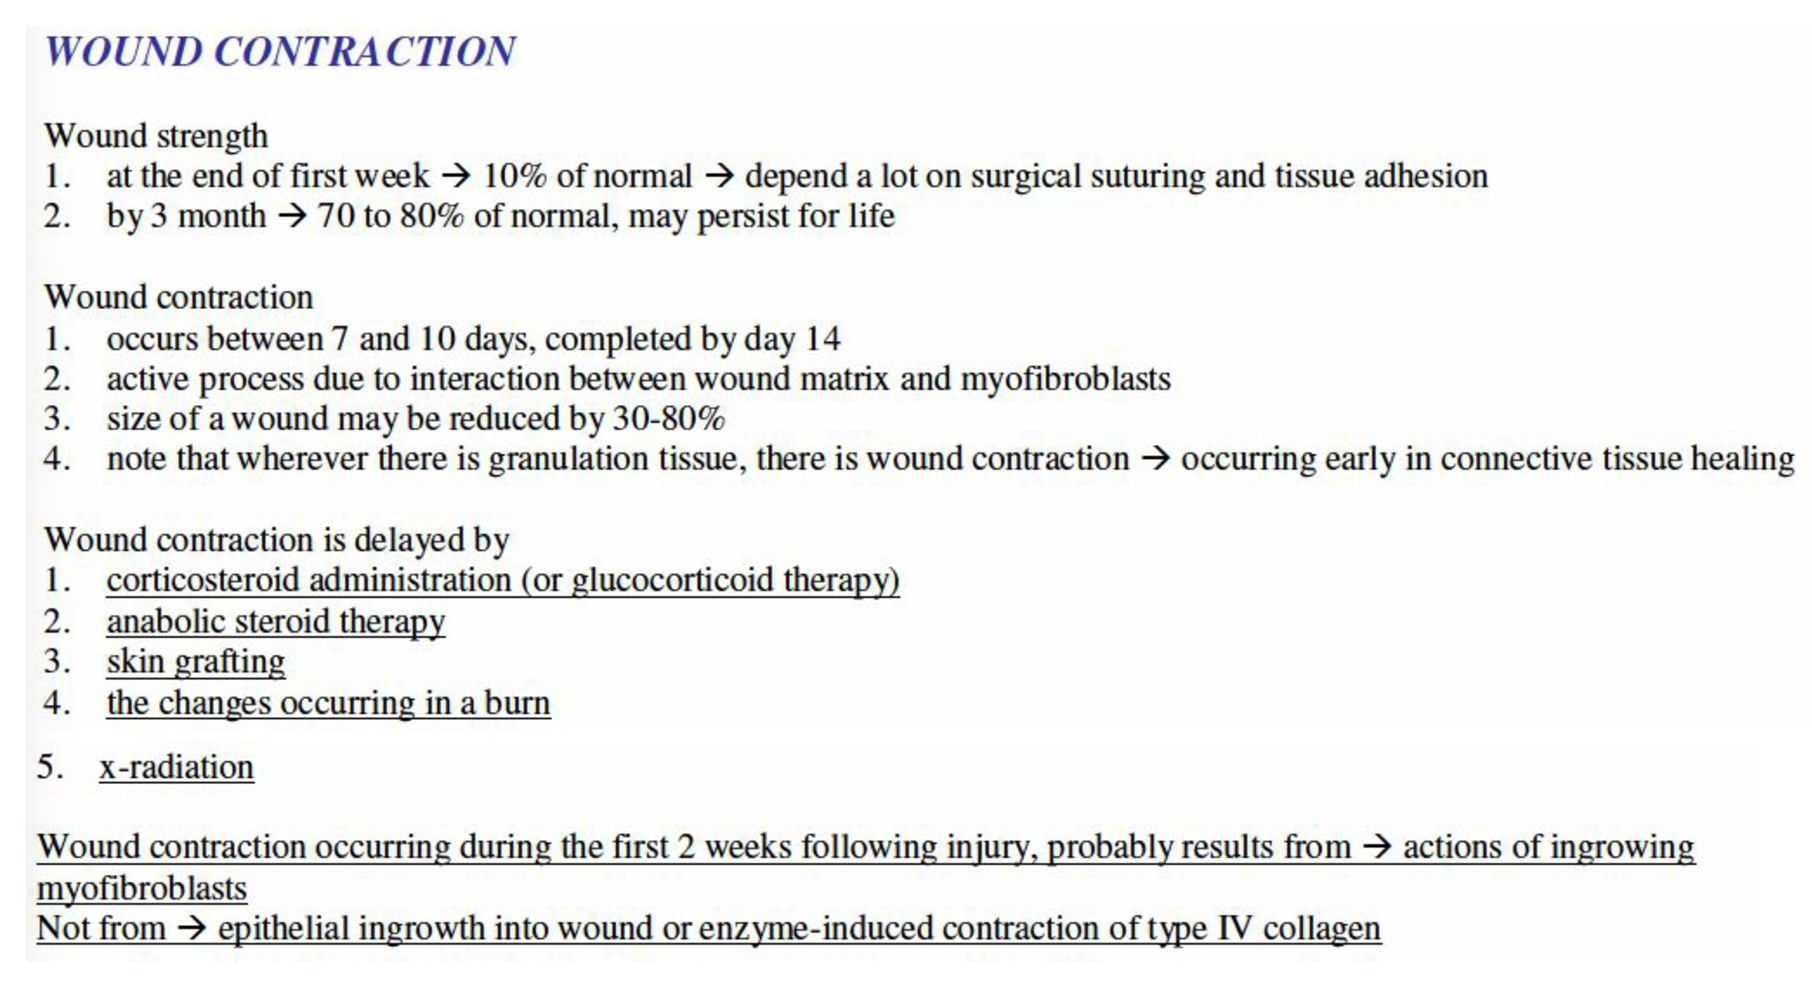 WOUND CONTRACTION
Wound strength
1. at the end of first week → 10% of normal → depend a lot on surgical suturing and tissue adhesion
2. by 3 month → 70 to 80% of normal, may persist for life
Wound contraction
1. occurs between 7 and 10 days, completed by day 14
2. active process due to interaction between wound matrix and myofibroblasts
3. size of a wound may be reduced by 30-80%
4. note that wherever there is granulation tissue, there is wound contraction → occurring early in connective tissue healing
Wound contraction is delayed by
1. corticosteroid administration (or glucocorticoid therapy)
2. anabolic steroid therapy
3. skin grafting
4. the changes occurring in a burn
5. x-radiation
Wound contraction occurring during the first 2 weeks following injury, probably results from → actions of ingrowing
myofibroblasts
Not from → epithelial ingrowth into wound or enzyme-induced contraction of type IV collagen